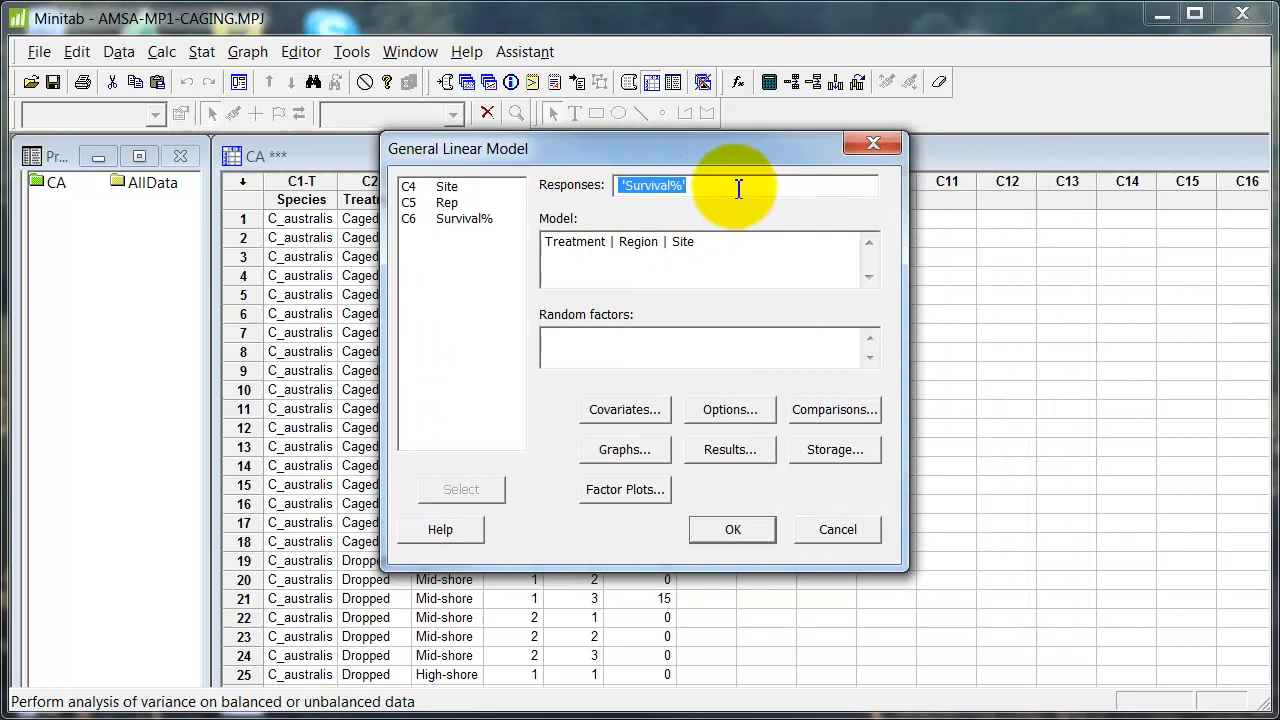 Minitab - AMSA-MP1-CAGING.MPJ
File Edit Data Calc Stat Graph Editor Tools Window Help Assistant
Pr... CA ***
CA AllData
General Linear Model
C4 Site
C5 Rep
C6 Survival%
Responses: 'Survival%'
Model:
Treatment | Region | Site
Random factors:
Covariates... Options... Comparisons...
Graphs... Results... Storage...
Select Factor Plots...
Help OK Cancel
C1-T C2 C11 C12 C13 C14 C15 C16
Species Treatm
1 C_australis Caged
2 C_australis Caged
3 C_australis Caged
4 C_australis Caged
5 C_australis Caged
6 C_australis Caged
7 C_australis Caged
8 C_australis Caged
9 C_australis Caged
10 C_australis Caged
11 C_australis Caged
12 C_australis Caged
13 C_australis Caged
14 C_australis Caged
15 C_australis Caged
16 C_australis Caged
17 C_australis Caged
18 C_australis Caged
19 C_australis Dropped
20 C_australis Dropped Mid-shore 1 2 0
21 C_australis Dropped Mid-shore 1 3 15
22 C_australis Dropped Mid-shore 2 1 0
23 C_australis Dropped Mid-shore 2 2 0
24 C_australis Dropped Mid-shore 2 3 0
25 C_australis Dropped High-shore 1 1 0
Perform analysis of variance on balanced or unbalanced data